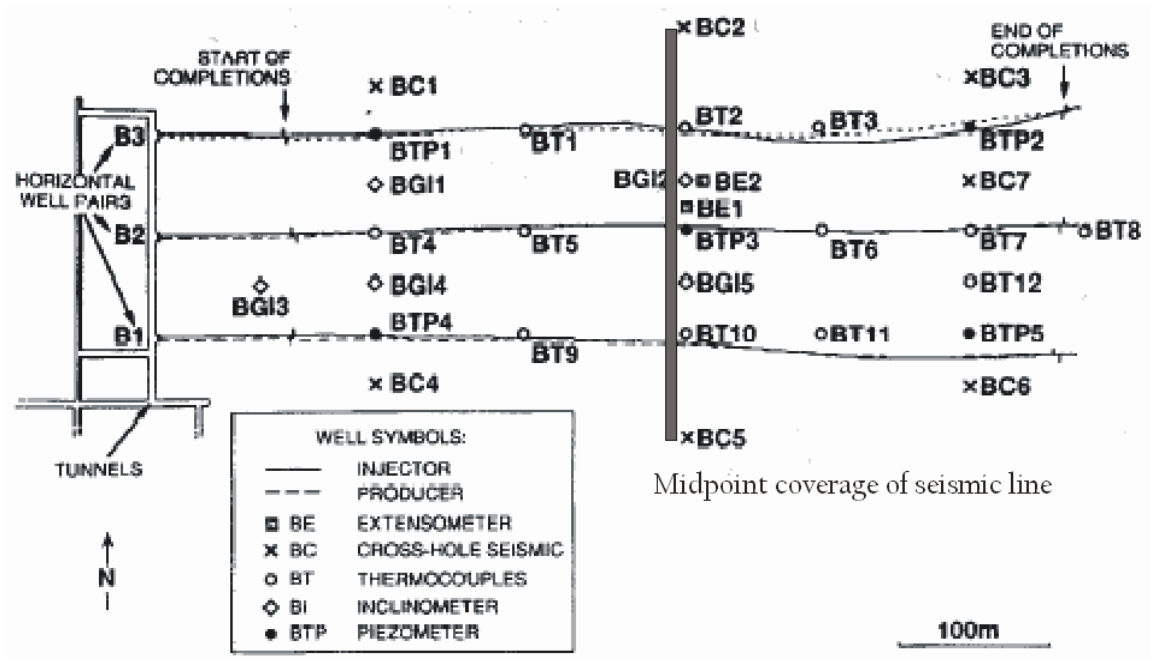 BC2
END OF
COMPLETIONS
START OF
COMPLETIONS
BC1
BC3
B3
BTP1
BT1
BT2
BT3
BTP2
HORIZONTAL
WELL PAIRS
BGI1
BGI2
BE2
BC7
BE1
B2
BT4
BT5
BTP3
BT6
BT7
BT8
BGI3
BGI4
BGI5
BT12
B1
BTP4
BT9
BT10
BT11
BTP5
BC4
BC6
BC5
TUNNELS
Midpoint coverage of seismic line
WELL SYMBOLS:
INJECTOR
PRODUCER
BE EXTENSOMETER
BC CROSS-HOLE SEISMIC
BT THERMOCOUPLES
BI INCLINOMETER
BTP PIEZOMETER
N
100m